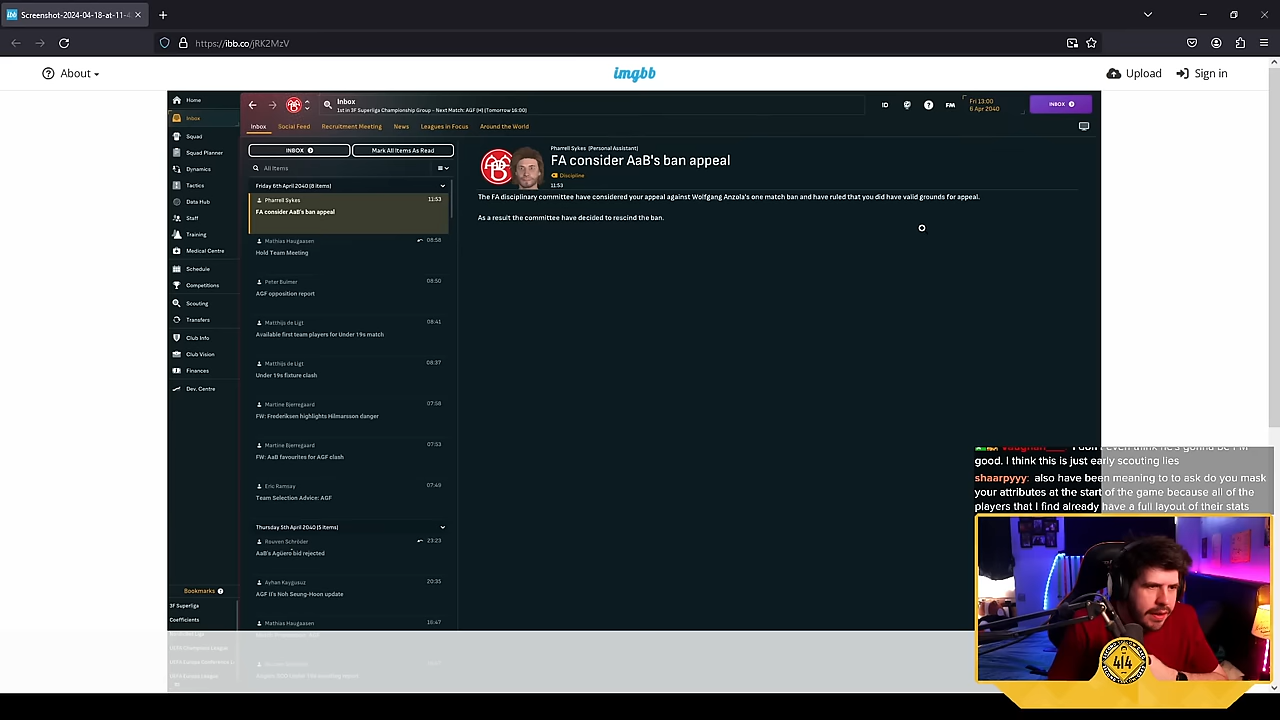 Screenshot-2024-04-18-at-11-4
https://ibb.co/jRK2MzV
About
imgbb
Upload
Sign in
Home
Inbox
Squad
Squad Planner
Dynamics
Tactics
Data Hub
Staff
Training
Medical Centre
Schedule
Competitions
Scouting
Transfers
Club Info
Club Vision
Finances
Dev. Centre
Bookmarks
3F Superliga
Coefficients
UEFA Champions League
UEFA Europa Conference L
UEFA Europa League
Inbox
1st in 3F Superliga Championship Group - Next Match: AGF (H) (Tomorrow 16:00)
FM
Fri 13:00
6 Apr 2040
INBOX
Inbox
Social Feed
Recruitment Meeting
News
Leagues in Focus
Around the World
INBOX
Mark All Items As Read
All Items
Friday 6th April 2040 (8 items)
Pharrell Sykes 11:53
FA consider AaB's ban appeal
Mathias Haugaasen 08:58
Hold Team Meeting
Peter Bulmer 08:50
AGF opposition report
Matthijs de Ligt 08:41
Available first team players for Under 19s match
Matthijs de Ligt 08:37
Under 19s fixture clash
Martine Bjerregaard 07:58
FW: Frederiksen highlights Hilmarsson danger
Martine Bjerregaard 07:53
FW: AaB favourites for AGF clash
Eric Ramsay 07:49
Team Selection Advice: AGF
Thursday 5th April 2040 (5 items)
Rouven Schröder 23:23
AaB's Agüero bid rejected
Ayhan Kaygusuz 20:35
AGF II's Noh Seung-Hoon update
Mathias Haugaasen 18:47
Pharrell Sykes (Personal Assistant)
FA consider AaB's ban appeal
Discipline
11:53
The FA disciplinary committee have considered your appeal against Wolfgang Anzola's one match ban and have ruled that you did have valid grounds for appeal.
As a result the committee have decided to rescind the ban.
good. I think this is just early scouting lies
shaarpyyy: also have been meaning to to ask do you mask
your attributes at the start of the game because all of the
players that I find already have a full layout of their stats
414